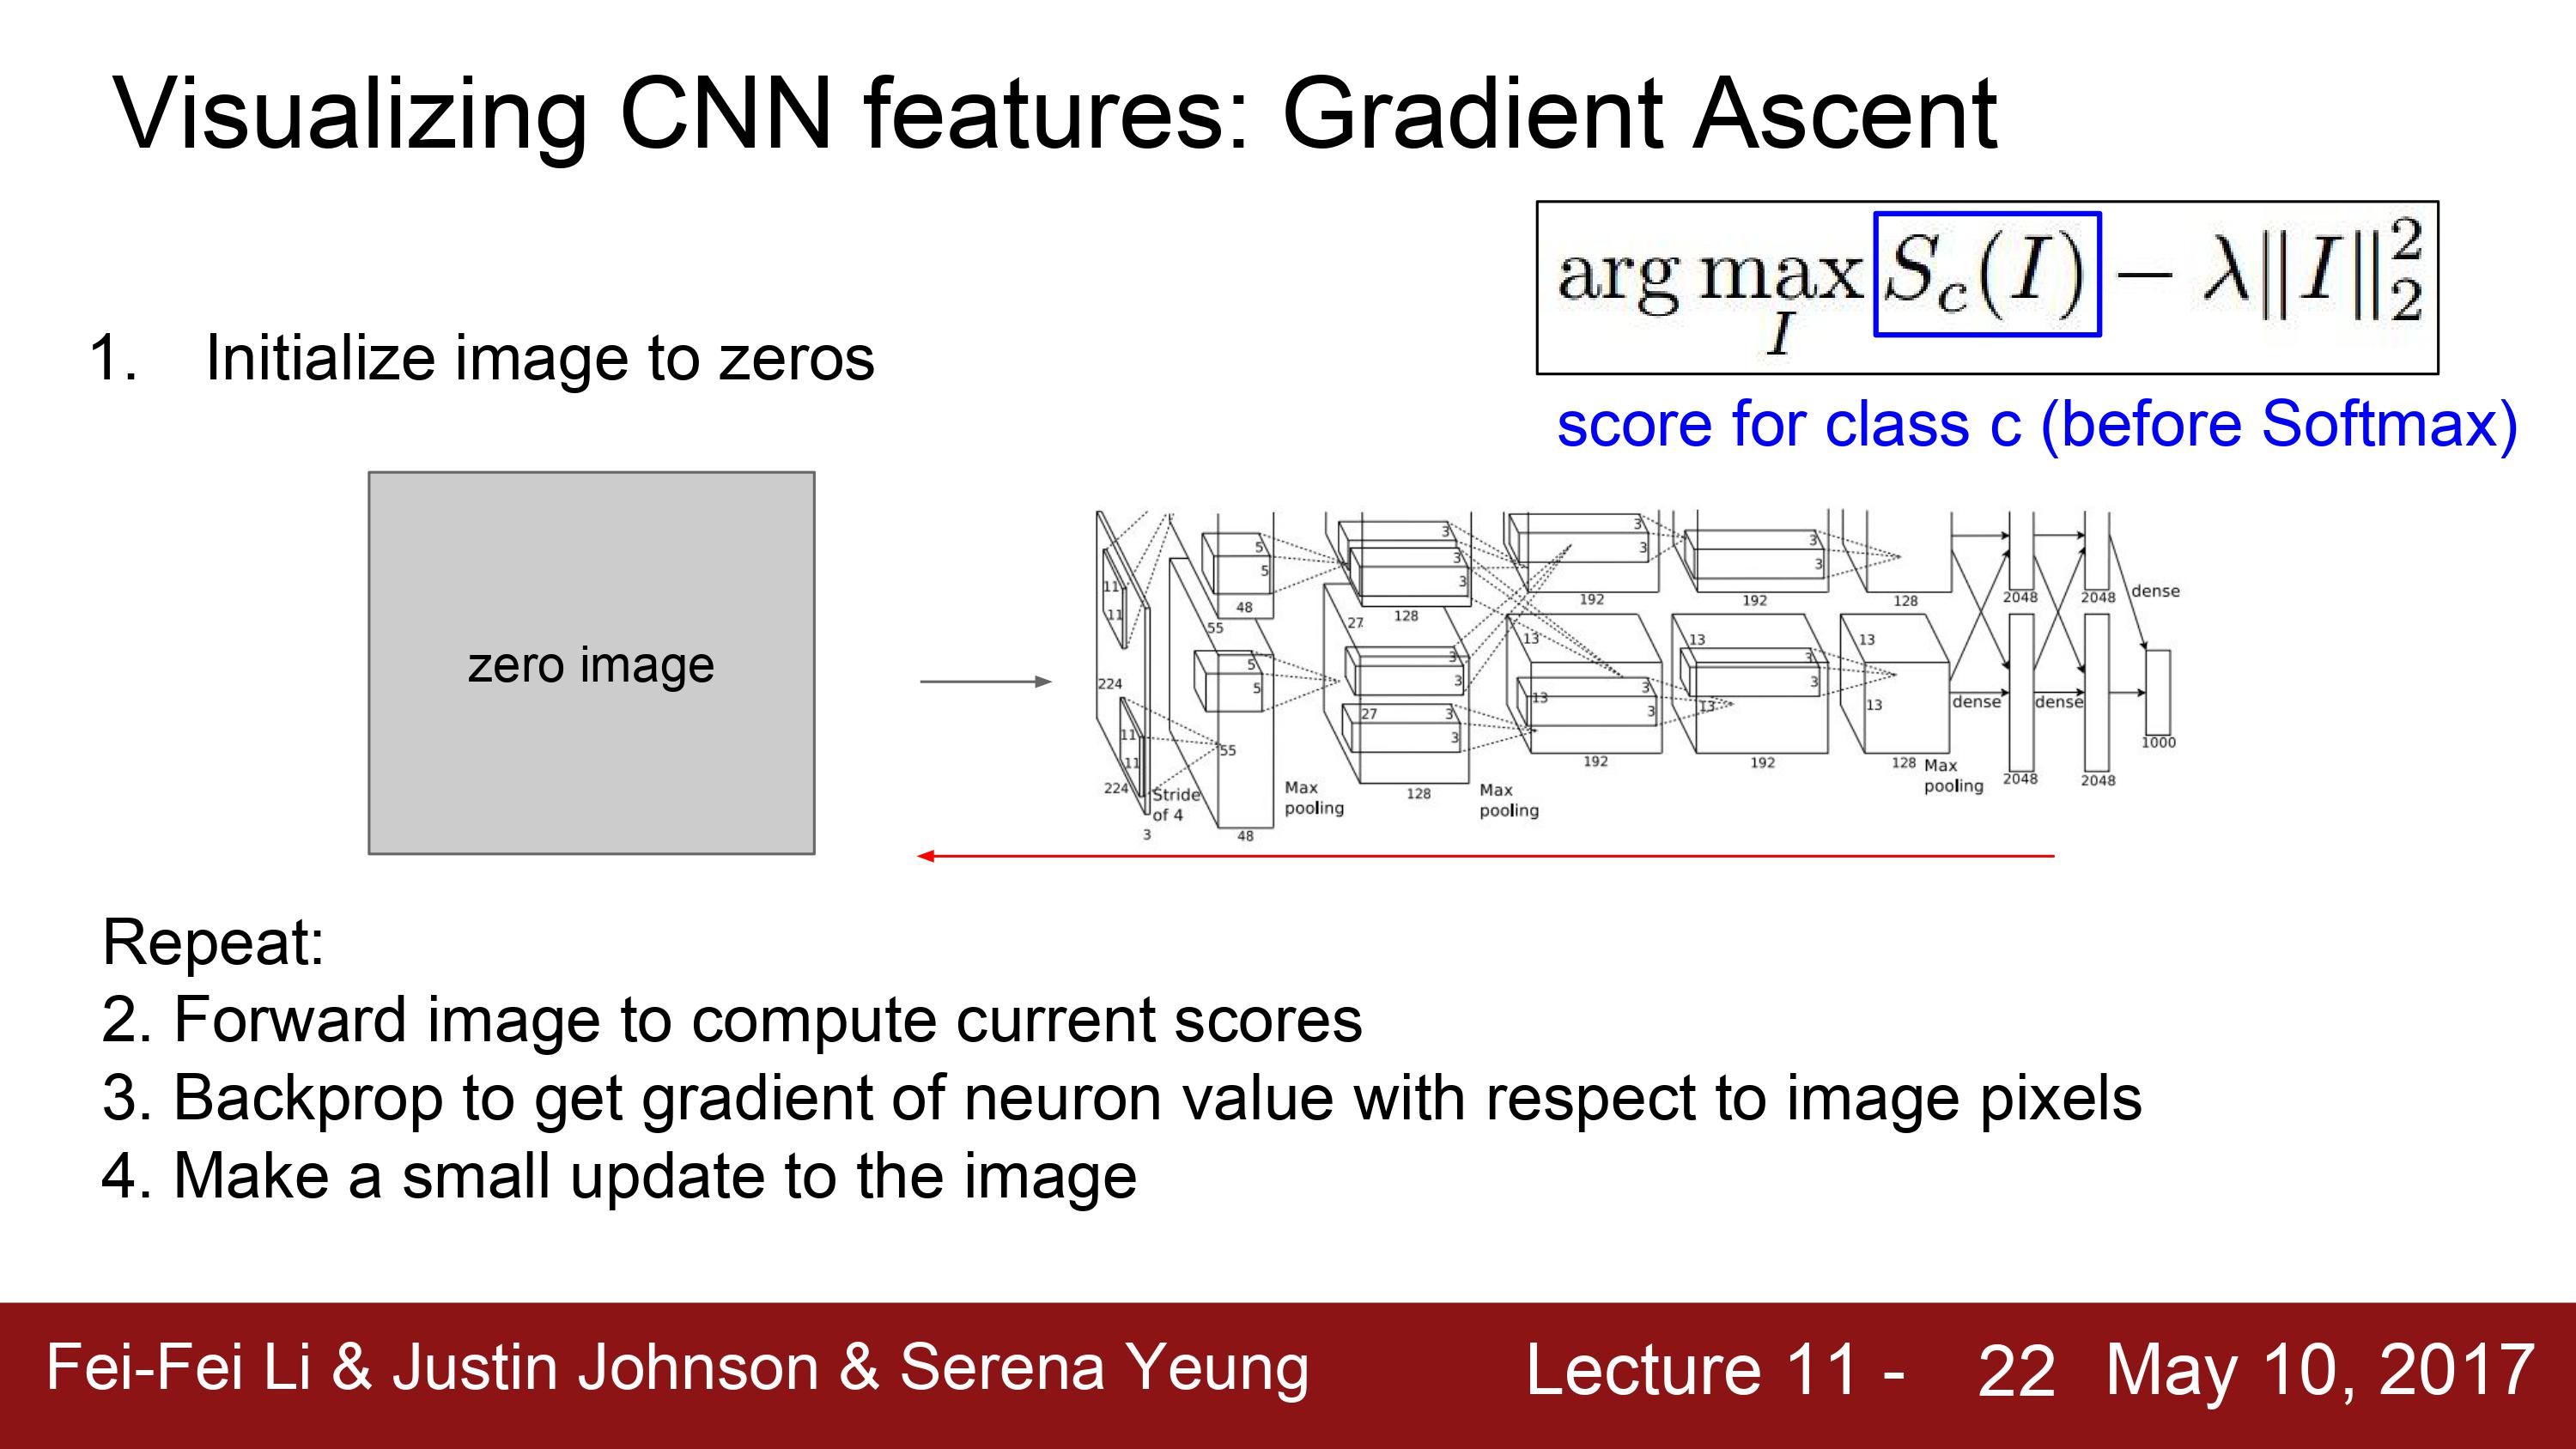 Visualizing CNN features: Gradient Ascent
arg max_I S_c(I) − λ‖I‖₂²
score for class c (before Softmax)
1. Initialize image to zeros
zero image
3 3 3 3
5 3 3 3
5 3
11 11
48 128 192 192 128 2048 2048 dense
55 27
13 13 13
5 3 3 3
5 3 3 3
224
13 13 13
dense dense
27 3 3
11 11
55
1000
192 192 128 Max pooling 2048 2048
224 Stride of 4
Max pooling
128
Max pooling
3
48
Repeat:
2. Forward image to compute current scores
3. Backprop to get gradient of neuron value with respect to image pixels
4. Make a small update to the image
Fei-Fei Li & Justin Johnson & Serena Yeung
Lecture 11 - 22 May 10, 2017